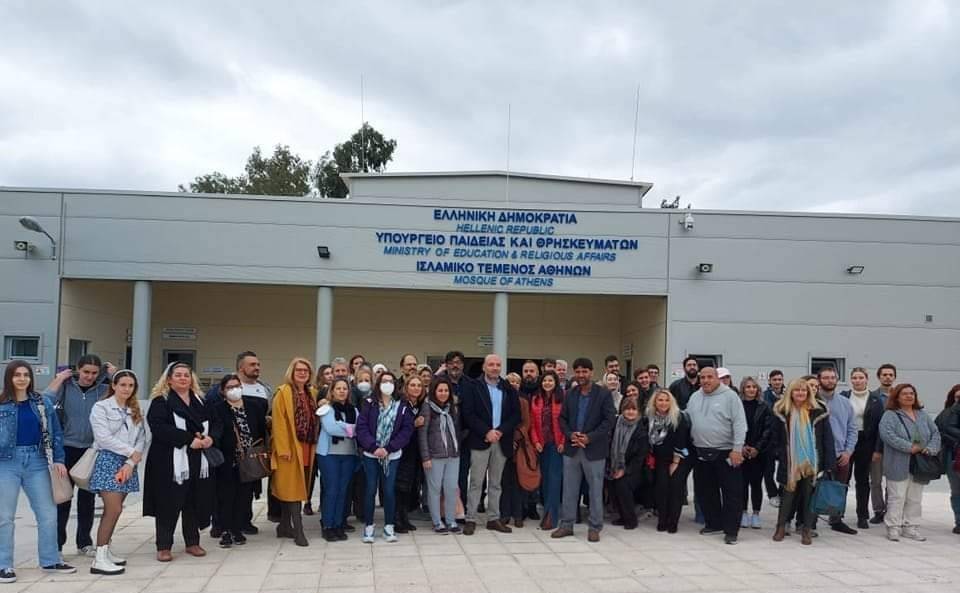 ΕΛΛΗΝΙΚΗ ΔΗΜΟΚΡΑΤΙΑ
HELLENIC REPUBLIC
ΥΠΟΥΡΓΕΙΟ ΠΑΙΔΕΙΑΣ ΚΑΙ ΘΡΗΣΚΕΥΜΑΤΩΝ
MINISTRY OF EDUCATION & RELIGIOUS AFFAIRS
ΙΣΛΑΜΙΚΟ ΤΕΜΕΝΟΣ ΑΘΗΝΩΝ
MOSQUE OF ATHENS